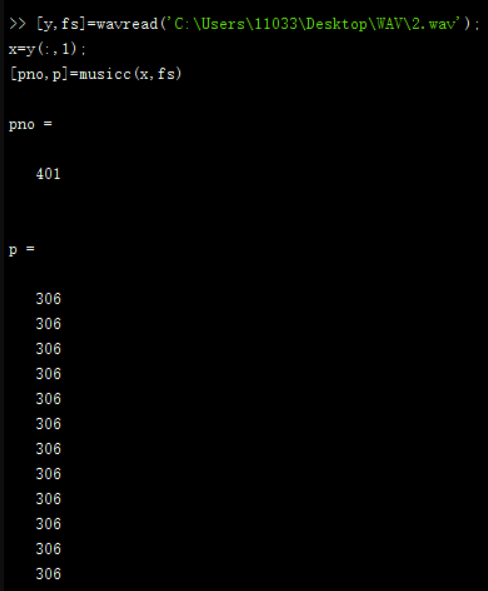 >> [y,fs]=wavread('C:\Users\11033\Desktop\WAV\2.wav');
x=y(:,1);
[pno,p]=musicc(x,fs)
pno =
401
p =
306
306
306
306
306
306
306
306
306
306
306
306